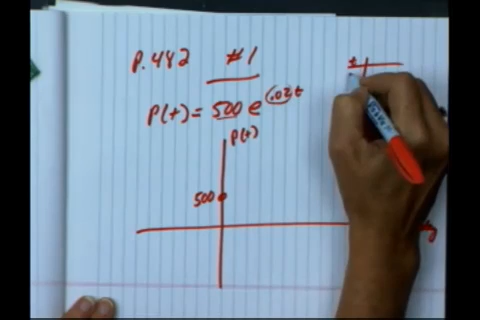 P.442 #1
t
P(t) = 500 e^(.02t)
P(t)
500